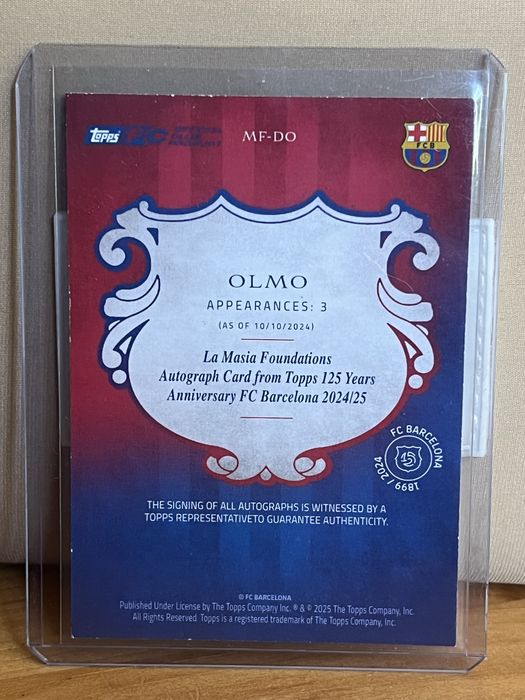 topps
MF-DO
FCB
OLMO
APPEARANCES: 3
(AS OF 10/10/2024)
La Masia Foundations
Autograph Card from Topps 125 Years
Anniversary FC Barcelona 2024/25
FC BARCELONA
125
1899 / 2024
THE SIGNING OF ALL AUTOGRAPHS IS WITNESSED BY A
TOPPS REPRESENTATIVETO GUARANTEE AUTHENTICITY.
© FC BARCELONA
Published Under License by The Topps Company Inc. ® & © 2025 The Topps Company, Inc.
All Rights Reserved. Topps is a registered trademark of The Topps Company, Inc.